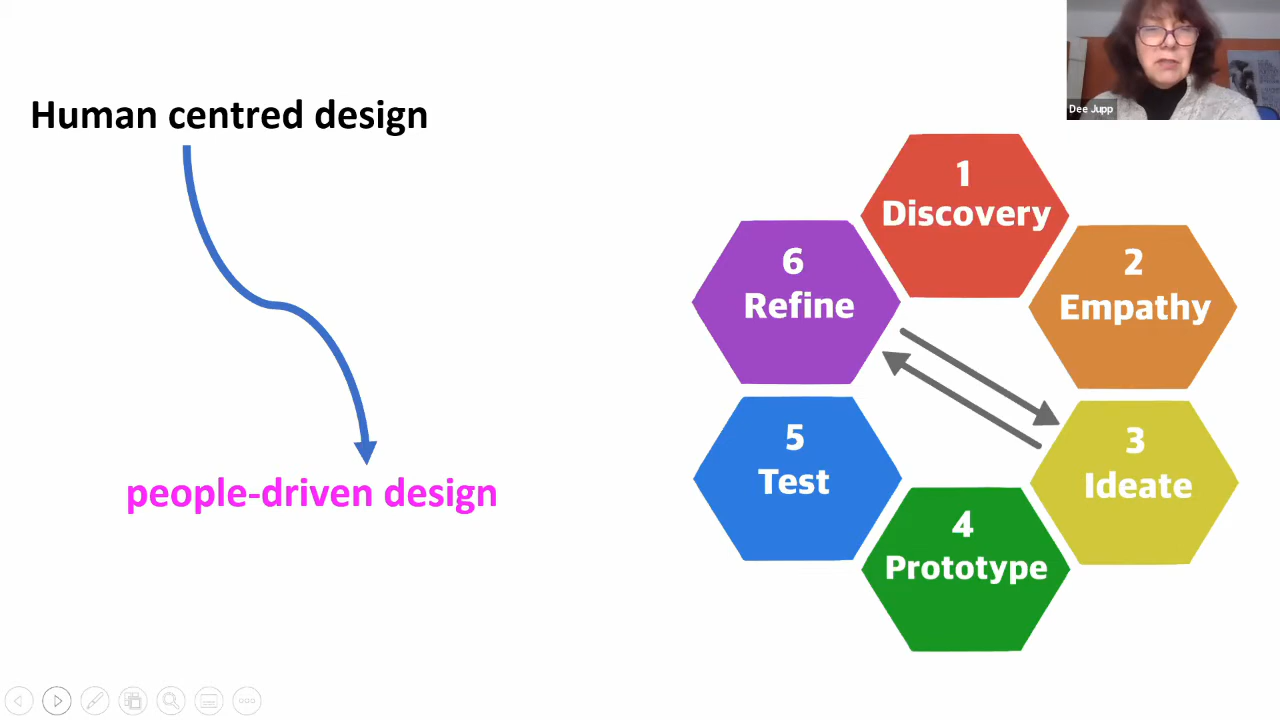 Human centred design
people-driven design
Dee Jupp
1
Discovery
2
Empathy
3
Ideate
4
Prototype
5
Test
6
Refine